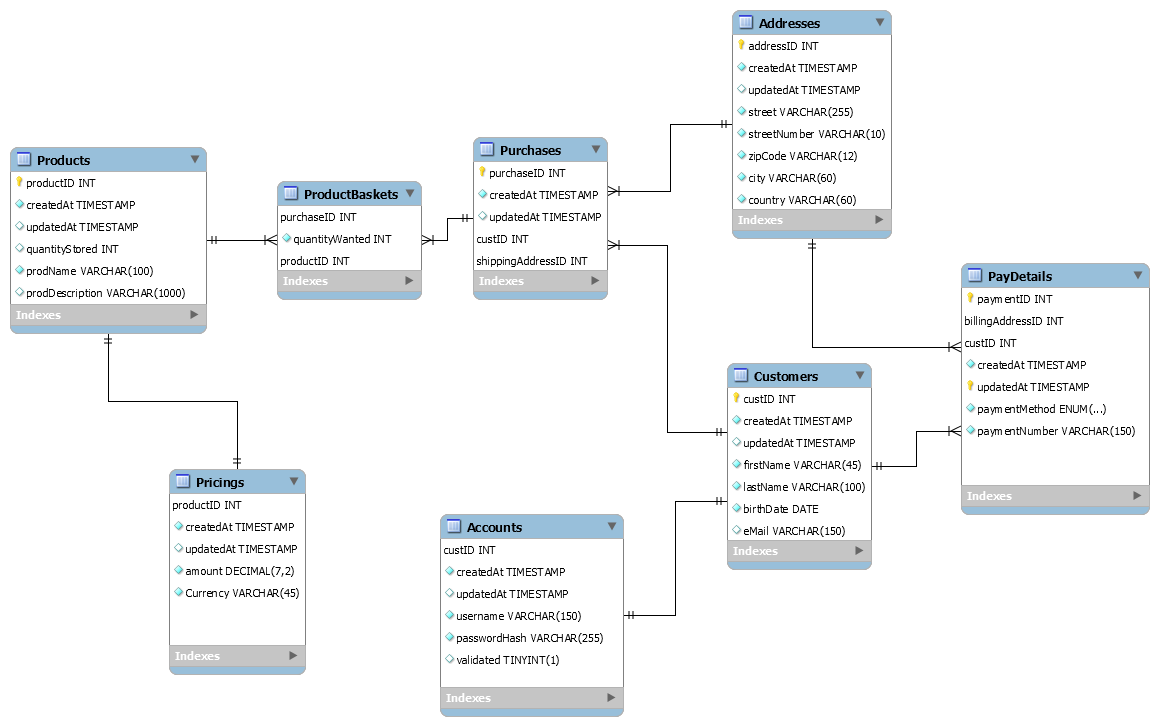 Addresses
addressID INT
createdAt TIMESTAMP
updatedAt TIMESTAMP
street VARCHAR(255)
streetNumber VARCHAR(10)
zipCode VARCHAR(12)
city VARCHAR(60)
country VARCHAR(60)
Indexes
Products
productID INT
createdAt TIMESTAMP
updatedAt TIMESTAMP
quantityStored INT
prodName VARCHAR(100)
prodDescription VARCHAR(1000)
Indexes
ProductBaskets
purchaseID INT
quantityWanted INT
productID INT
Indexes
Purchases
purchaseID INT
createdAt TIMESTAMP
updatedAt TIMESTAMP
custID INT
shippingAddressID INT
Indexes
PayDetails
paymentID INT
billingAddressID INT
custID INT
createdAt TIMESTAMP
updatedAt TIMESTAMP
paymentMethod ENUM(...)
paymentNumber VARCHAR(150)
Indexes
Customers
custID INT
createdAt TIMESTAMP
updatedAt TIMESTAMP
firstName VARCHAR(45)
lastName VARCHAR(100)
birthDate DATE
eMail VARCHAR(150)
Indexes
Pricings
productID INT
createdAt TIMESTAMP
updatedAt TIMESTAMP
amount DECIMAL(7,2)
Currency VARCHAR(45)
Indexes
Accounts
custID INT
createdAt TIMESTAMP
updatedAt TIMESTAMP
username VARCHAR(150)
passwordHash VARCHAR(255)
validated TINYINT(1)
Indexes